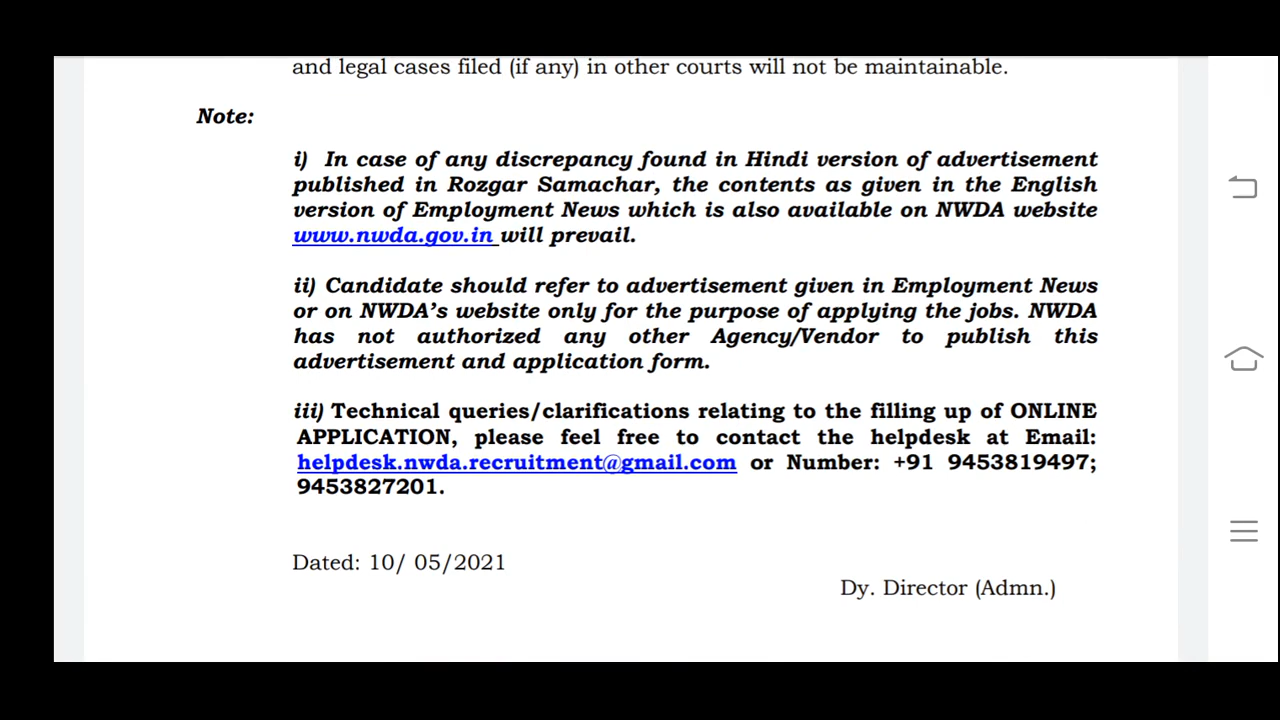 and legal cases filed (if any) in other courts will not be maintainable.
Note:
i) In case of any discrepancy found in Hindi version of advertisement
published in Rozgar Samachar, the contents as given in the English
version of Employment News which is also available on NWDA website
www.nwda.gov.in will prevail.
ii) Candidate should refer to advertisement given in Employment News
or on NWDA's website only for the purpose of applying the jobs. NWDA
has not authorized any other Agency/Vendor to publish this
advertisement and application form.
iii) Technical queries/clarifications relating to the filling up of ONLINE
APPLICATION, please feel free to contact the helpdesk at Email:
helpdesk.nwda.recruitment@gmail.com or Number: +91 9453819497;
9453827201.
Dated: 10/ 05/2021
Dy. Director (Admn.)